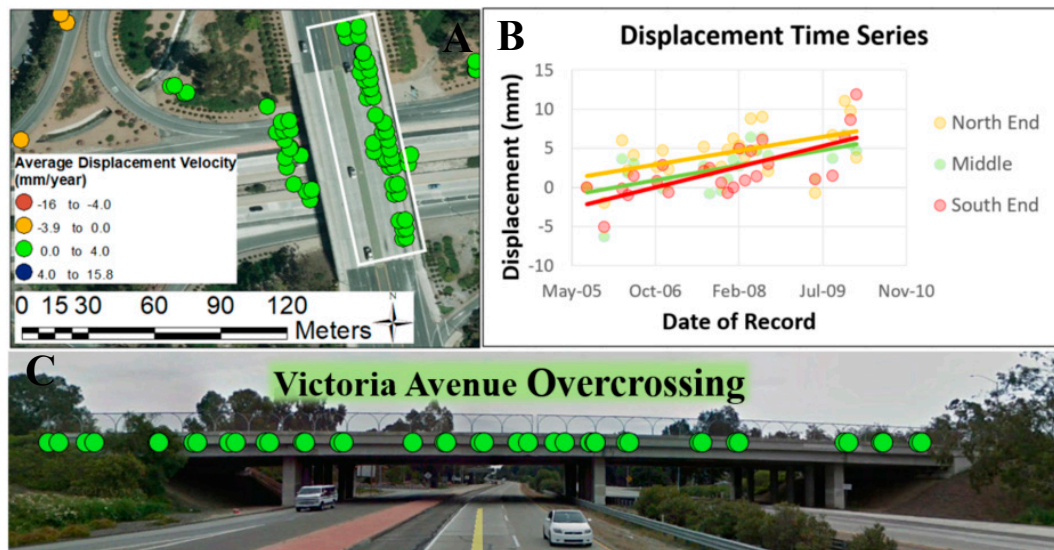 A
Average Displacement Velocity
(mm/year)
-16 to -4.0
-3.9 to 0.0
0.0 to 4.0
4.0 to 15.8
0 15 30 60 90 120
Meters
N
B
Displacement Time Series
Displacement (mm)
15
10
5
0
-5
-10
May-05 Oct-06 Feb-08 Jul-09 Nov-10
Date of Record
North End
Middle
South End
C
Victoria Avenue Overcrossing